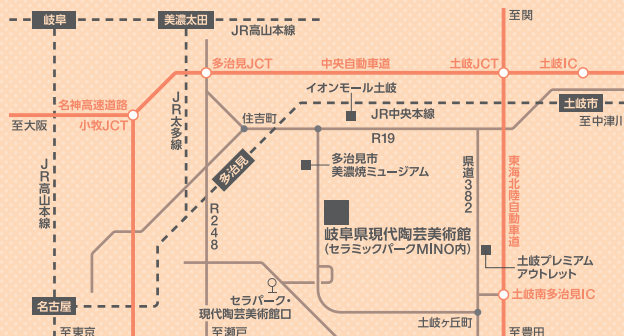 岐阜
美濃太田
JR高山本線
至関
多治見JCT
中央自動車道
土岐JCT
土岐IC
イオンモール土岐
土岐市
名神高速道路
小牧JCT
至大阪
JR太多線
住吉町
JR中央本線
至中津川
R19
JR高山本線
多治見
多治見市
美濃焼ミュージアム
県道382
東海北陸自動車道
R248
岐阜県現代陶芸美術館
(セラミックパークMINO内)
土岐プレミアム
アウトレット
名古屋
セラパーク・
現代陶芸美術館口
土岐南多治見IC
土岐ヶ丘町
至東京
至瀬戸
至豊田